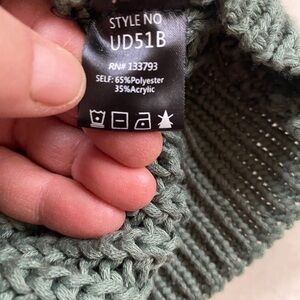 STYLE NO
UD51B
RN# 133793
SELF: 65%Polyester
35%Acrylic